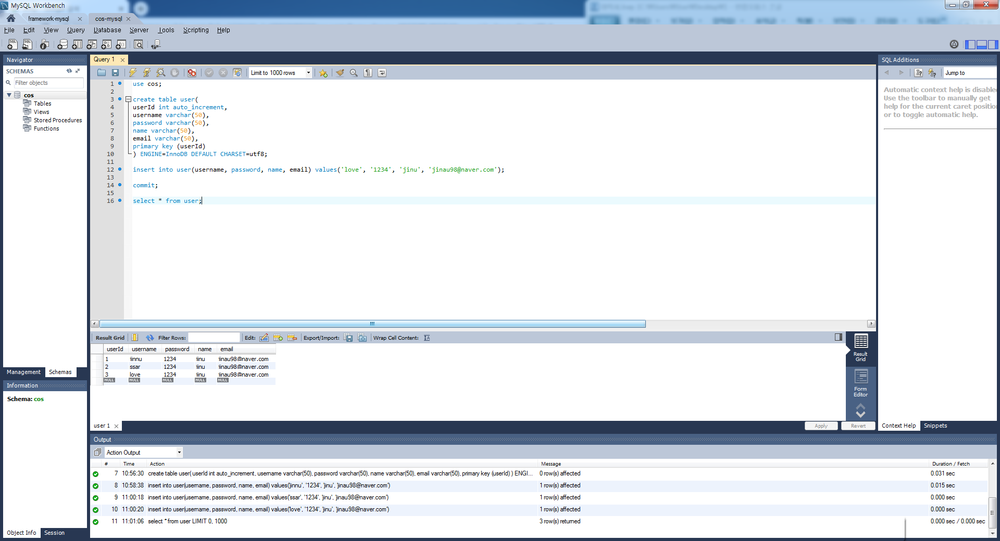 MySQL Workbench
framework-mysql
cos-mysql
File Edit View Query Database Server Tools Scripting Help
Navigator
SCHEMAS
Filter objects
cos
Tables
Views
Stored Procedures
Functions
Management Schemas
Information
Schema: cos
Object Info Session
Query 1
Limit to 1000 rows
1 use cos;
2
3 create table user(
4 userId int auto_increment,
5 username varchar(50),
6 password varchar(50),
7 name varchar(50),
8 email varchar(50),
9 primary key (userId)
10 ) ENGINE=InnoDB DEFAULT CHARSET=utf8;
11
12 insert into user(username, password, name, email) values('love', '1234', 'jinu', 'jinau98@naver.com');
13
14 commit;
15
16 select * from user;
Result Grid Filter Rows: Edit: Export/Import: Wrap Cell Content:
userId username password name email
1 jinnu 1234 jinu jinau98@naver.com
2 ssar 1234 jinu jinau98@naver.com
3 love 1234 jinu jinau98@naver.com
NULL NULL NULL NULL NULL
Result
Grid
Form
Editor
user 1
Apply Revert
SQL Additions
Jump to
Automatic context help is disable
Use the toolbar to manually get
help for the current caret positio
or to toggle automatic help.
Context Help Snippets
Output
Action Output
# Time Action Message Duration / Fetch
7 10:56:30 create table user( userId int auto_increment, username varchar(50), password varchar(50), name varchar(50), email varchar(50), primary key (userId) ) ENGI... 0 row(s) affected 0.031 sec
8 10:58:38 insert into user(username, password, name, email) values('jinnu', '1234', 'jinu', 'jinau98@naver.com') 1 row(s) affected 0.015 sec
9 11:00:18 insert into user(username, password, name, email) values('ssar', '1234', 'jinu', 'jinau98@naver.com') 1 row(s) affected 0.000 sec
10 11:00:20 insert into user(username, password, name, email) values('love', '1234', 'jinu', 'jinau98@naver.com') 1 row(s) affected 0.000 sec
11 11:01:06 select * from user LIMIT 0, 1000 3 row(s) returned 0.000 sec / 0.000 sec